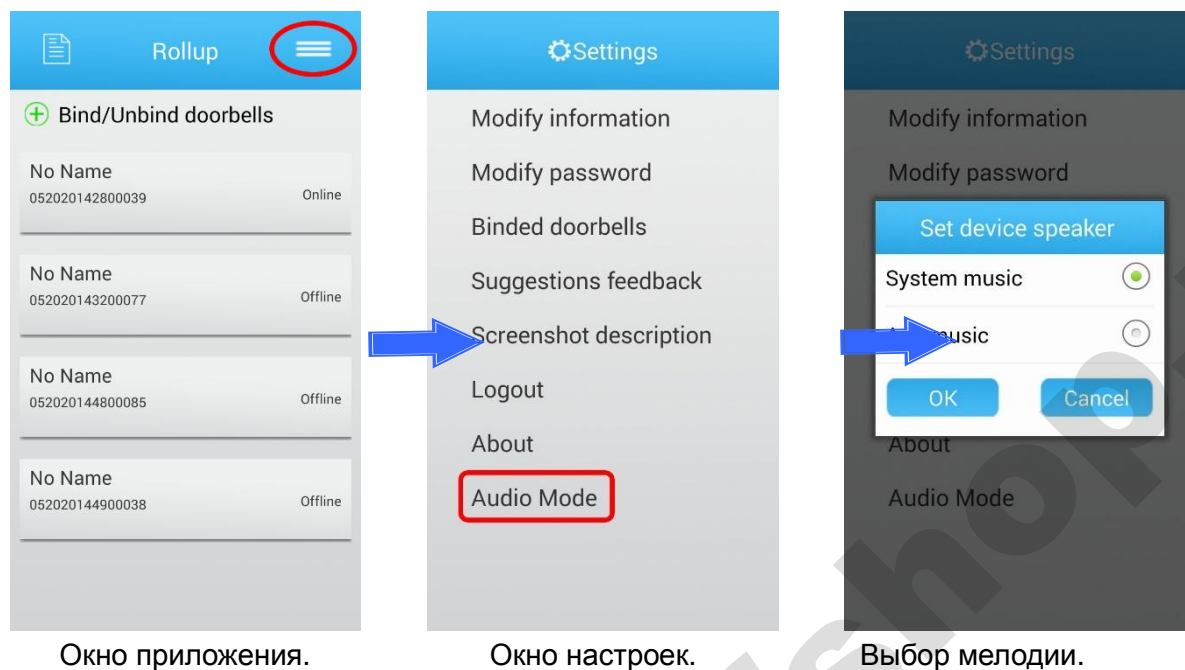 Rollup
Bind/Unbind doorbells
No Name
052020142800039 Online
No Name
052020143200077 Offline
No Name
052020144800085 Offline
No Name
052020144900038 Offline
Окно приложения.
Settings
Modify information
Modify password
Binded doorbells
Suggestions feedback
Screenshot description
Logout
About
Audio Mode
Окно настроек.
Settings
Modify information
Modify password
Set device speaker
System music
music
OK Cancel
About
Audio Mode
Выбор мелодии.